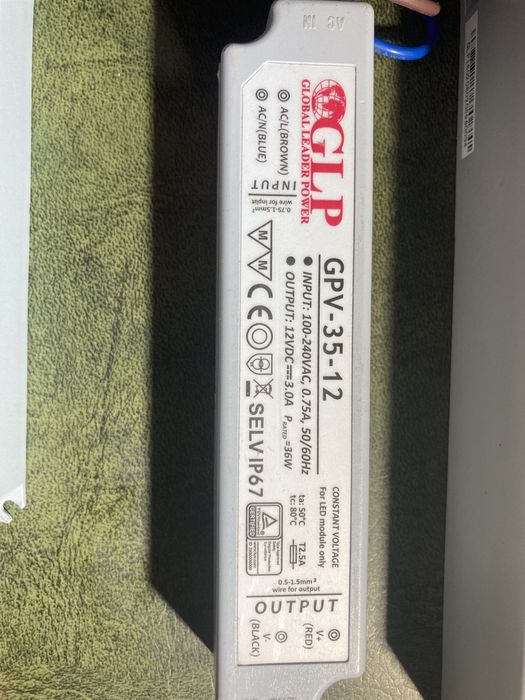 AC IN
GLP
GLOBAL LEADER POWER
AC/L(BROWN)
AC/N(BLUE)
INPUT
0.75-1.5mm²
wire for input
GPV-35-12
● INPUT: 100-240VAC, 0.75A, 50/60Hz
● OUTPUT: 12VDC⎓3.0A P RATED =36W
M M CE SELV IP67
CONSTANT VOLTAGE
For LED module only
ta: 50°C
tc: 80°C
T2.5A
CERTIFIED
0.5-1.5mm²
wire for output
OUTPUT
V+
(RED)
V-
(BLACK)